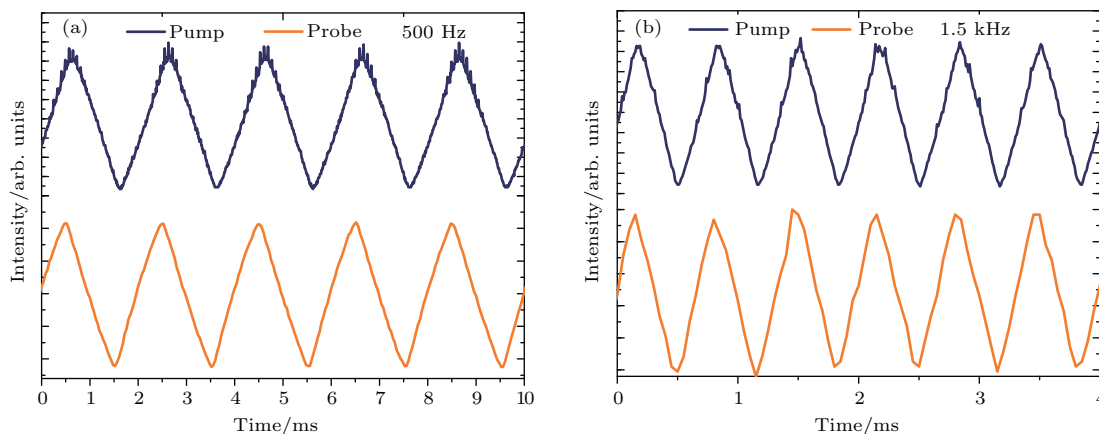 (a) Pump Probe 500 Hz
Intensity/arb. units
0 1 2 3 4 5 6 7 8 9 10
Time/ms
(b) Pump Probe 1.5 kHz
Intensity/arb. units
0 1 2 3 4
Time/ms